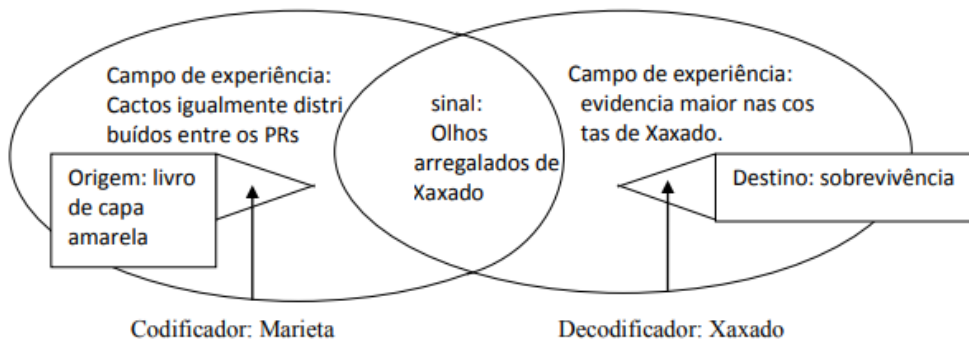 Campo de experiência:
Cactos igualmente distri
buídos entre os PRs
sinal:
Olhos
arregalados de
Xaxado
Campo de experiência:
evidencia maior nas cos
tas de Xaxado.
Origem: livro
de capa
amarela
Destino: sobrevivência
Codificador: Marieta
Decodificador: Xaxado